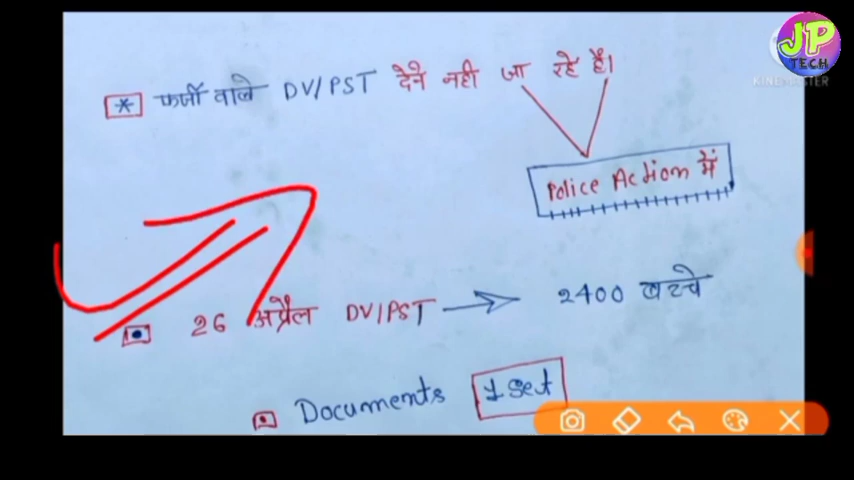 JP
TECH
KINEMASTER
* फर्जी वाले DV/PST देने नही जा रहे हैं।
Police Action में
26 अप्रैल DV/PST → 2400 बच्चे
Documents 1 Set